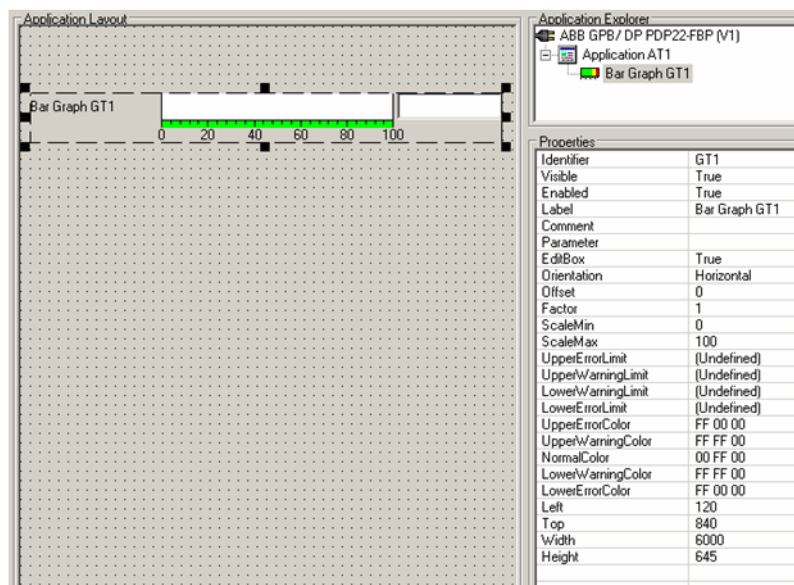 Application Layout
Bar Graph GT1
0 20 40 60 80 100
Application Explorer
ABB GPB/ DP PDP22-FBP (V1)
Application AT1
Bar Graph GT1
Properties
Identifier GT1
Visible True
Enabled True
Label Bar Graph GT1
Comment
Parameter
EditBox True
Orientation Horizontal
Offset 0
Factor 1
ScaleMin 0
ScaleMax 100
UpperErrorLimit (Undefined)
UpperWarningLimit (Undefined)
LowerWarningLimit (Undefined)
LowerErrorLimit (Undefined)
UpperErrorColor FF 00 00
UpperWarningColor FF FF 00
NormalColor 00 FF 00
LowerWarningColor FF FF 00
LowerErrorColor FF 00 00
Left 120
Top 840
Width 6000
Height 645